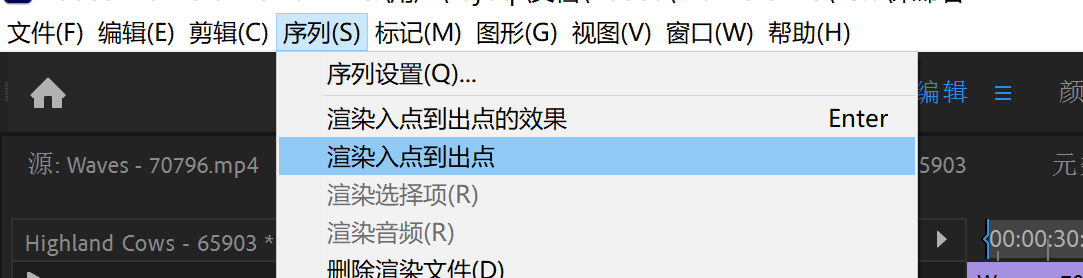 文件(F) 编辑(E) 剪辑(C) 序列(S) 标记(M) 图形(G) 视图(V) 窗口(W) 帮助(H)
序列设置(Q)...
编辑
渲染入点到出点的效果 Enter
渲染入点到出点
源: Waves - 70796.mp4
5903
元
渲染选择项(R)
渲染音频(R)
Highland Cows - 65903 *
00:00:30:
删除渲染文件(D)